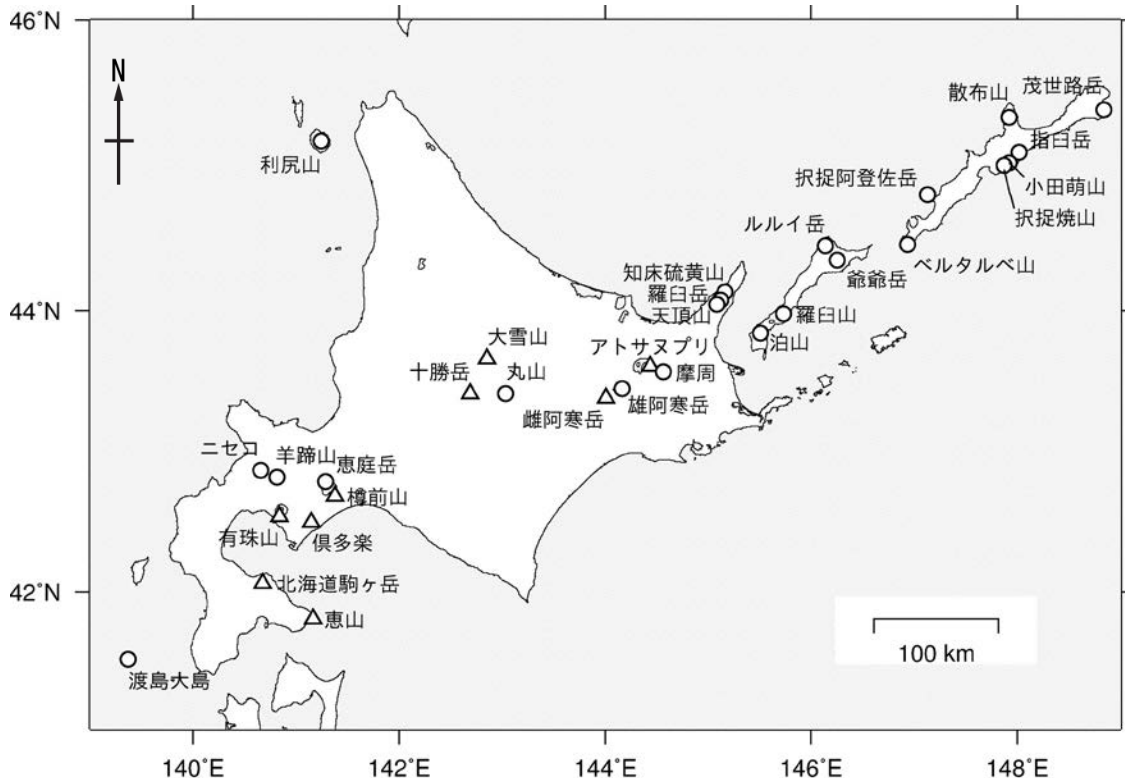 46°N
N
茂世路岳
散布山
指臼岳
利尻山
小田萌山
択捉阿登佐岳
択捉焼山
ルルイ岳
ベルタルベ山
知床硫黄山
爺爺岳
44°N
羅臼岳
天頂山
羅臼山
泊山
大雪山
アトサヌプリ
十勝岳
丸山
摩周
雌阿寒岳
雄阿寒岳
ニセコ
羊蹄山
恵庭岳
樽前山
有珠山
倶多楽
42°N
北海道駒ヶ岳
恵山
100 km
渡島大島
140°E
142°E
144°E
146°E
148°E